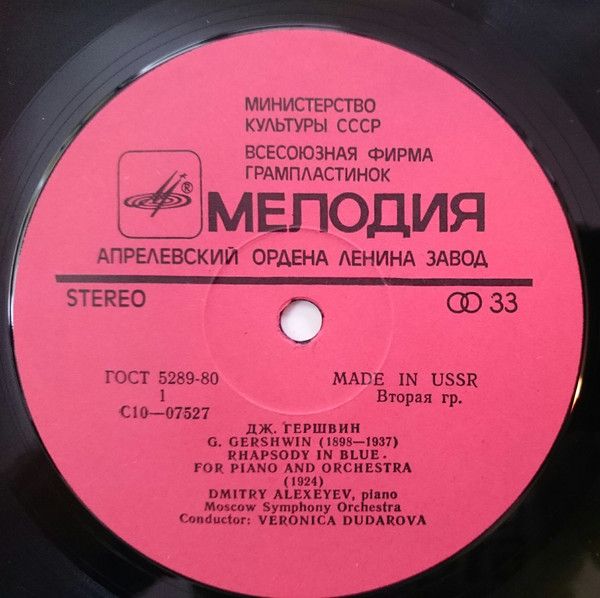 МИНИСТЕРСТВО
КУЛЬТУРЫ СССР
ВСЕСОЮЗНАЯ ФИРМА
ГРАМПЛАСТИНОК
®
МЕЛОДИЯ
АПРЕЛЕВСКИЙ ОРДЕНА ЛЕНИНА ЗАВОД
STEREO 33
ГОСТ 5289-80 MADE IN USSR
1 Вторая гр.
С10—07527
ДЖ. ГЕРШВИН
G. GERSHWIN (1898—1937)
RHAPSODY IN BLUE.
FOR PIANO AND ORCHESTRA
(1924)
DMITRY ALEXEYEV, piano
Moscow Symphony Orchestra
Conductor: VERONICA DUDAROVA